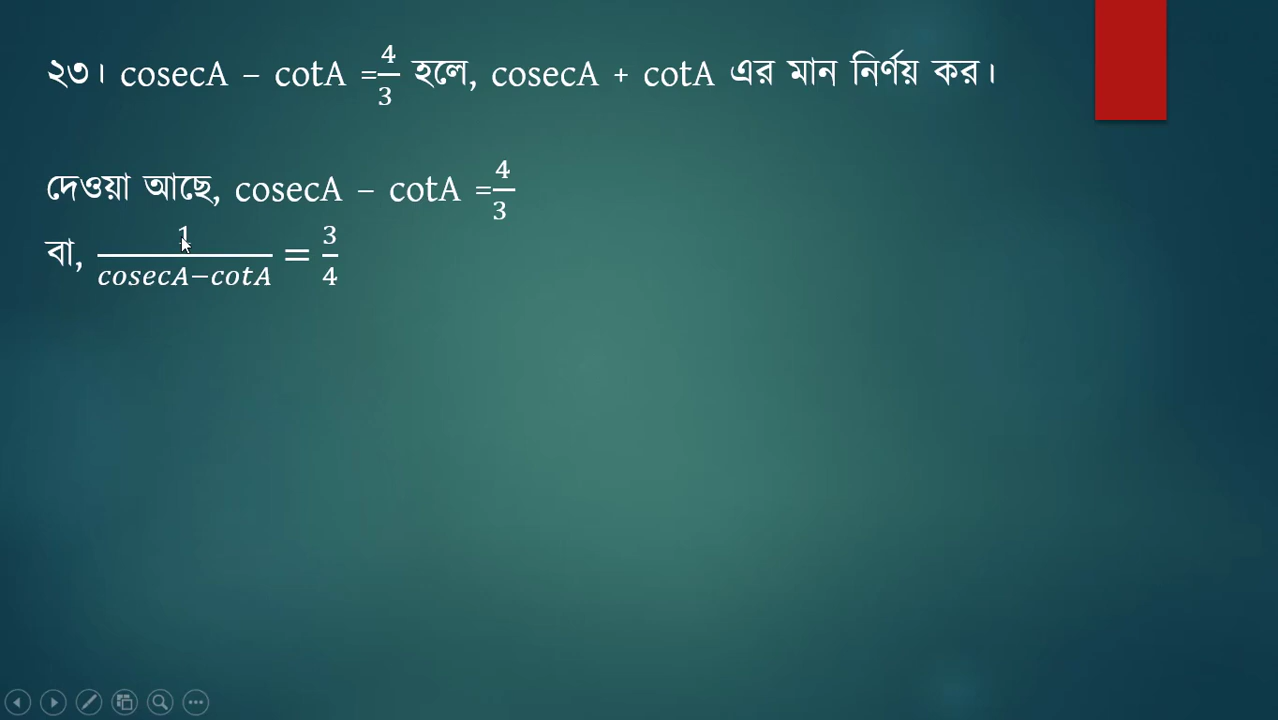 ২৩। cosecA – cotA =4/3 হলে, cosecA + cotA এর মান নির্ণয় কর।
দেওয়া আছে, cosecA – cotA =4/3
বা, 1/(cosecA−cotA) = 3/4